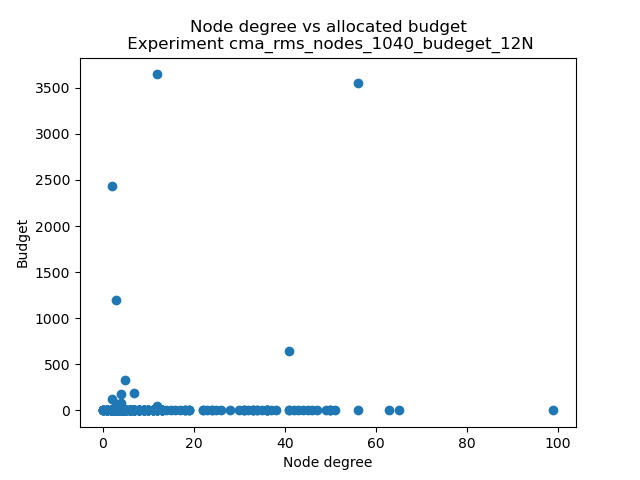 Node degree vs allocated budget
Experiment cma_rms_nodes_1040_budeget_12N
Budget
3500
3000
2500
2000
1500
1000
500
0
0 20 40 60 80 100
Node degree